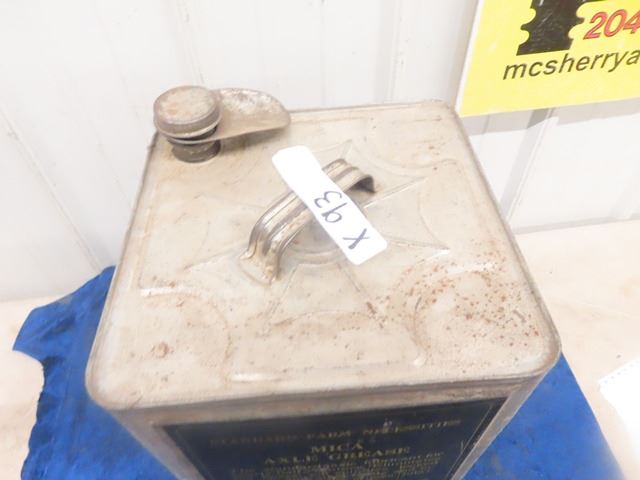 204
mcsherrya
X 93
STANDARD FARM NECESSITIES
MICA
AXLE GREASE